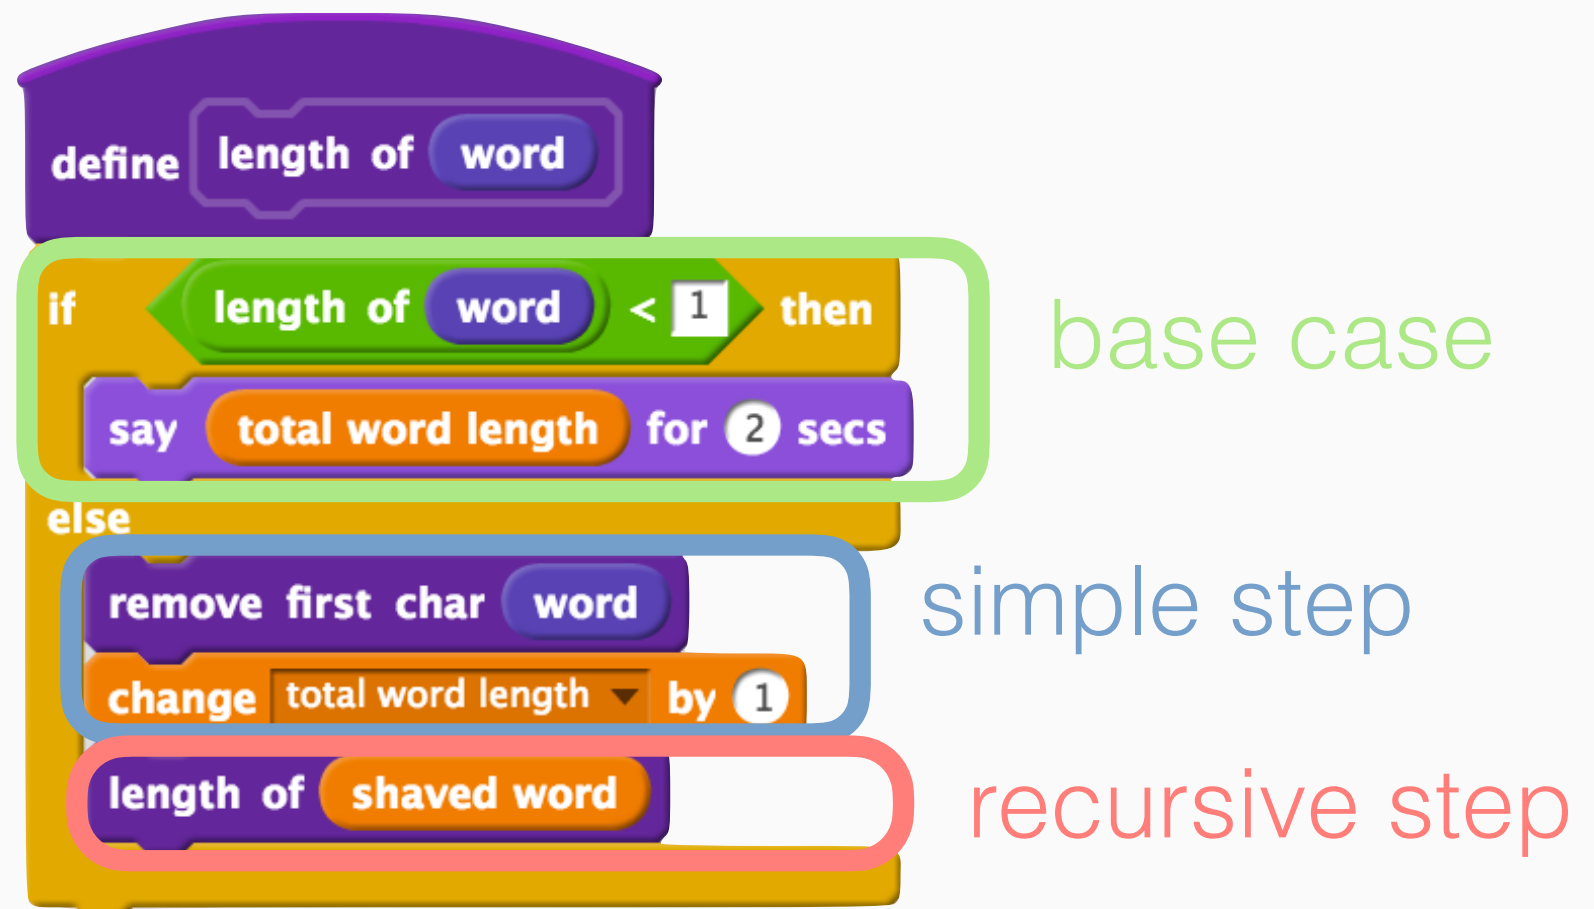 define length of word
if length of word < 1 then
base case
say total word length for 2 secs
else
remove first char word
simple step
change total word length by 1
length of shaved word
recursive step